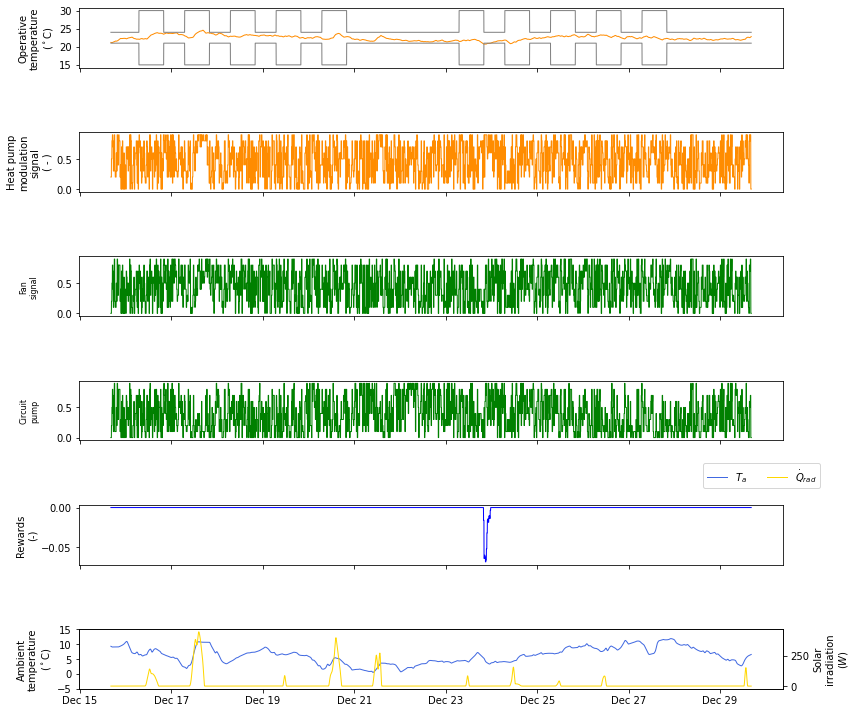 Operative
temperature
(°C)
30
25
20
15
Heat pump
modulation
signal
( - )
0.5
0.0
Fan
signal
0.5
0.0
Circuit
pump
0.5
0.0
T_a
Q̇_rad
Rewards
(-)
0.00
−0.05
Ambient
temperature
(°C)
15
10
5
0
−5
250
0
Solar
irradiation
(W)
Dec 15 Dec 17 Dec 19 Dec 21 Dec 23 Dec 25 Dec 27 Dec 29